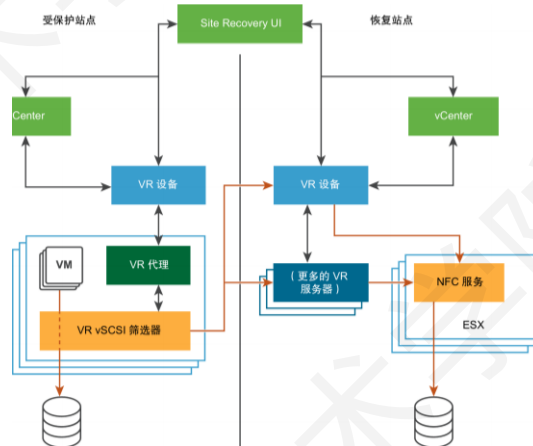 受保护站点
Site Recovery UI
恢复站点
Center
vCenter
VR 设备
VR 设备
VM
VR 代理
(更多的 VR
服务器)
NFC 服务
ESX
VR vSCSI 筛选器